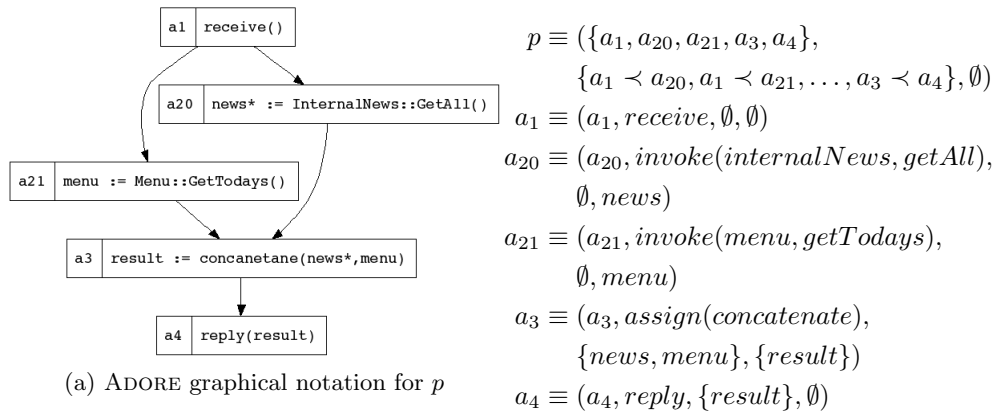 a1 receive()
a20 news* := InternalNews::GetAll()
a21 menu := Menu::GetTodays()
a3 result := concanetane(news*,menu)
a4 reply(result)
(a) ADORE graphical notation for p
p ≡ ({a₁, a₂₀, a₂₁, a₃, a₄},
{a₁ ≺ a₂₀, a₁ ≺ a₂₁, . . . , a₃ ≺ a₄}, ∅)
a₁ ≡ (a₁, receive, ∅, ∅)
a₂₀ ≡ (a₂₀, invoke(internalNews, getAll),
∅, news)
a₂₁ ≡ (a₂₁, invoke(menu, getTodays),
∅, menu)
a₃ ≡ (a₃, assign(concatenate),
{news, menu}, {result})
a₄ ≡ (a₄, reply, {result}, ∅)